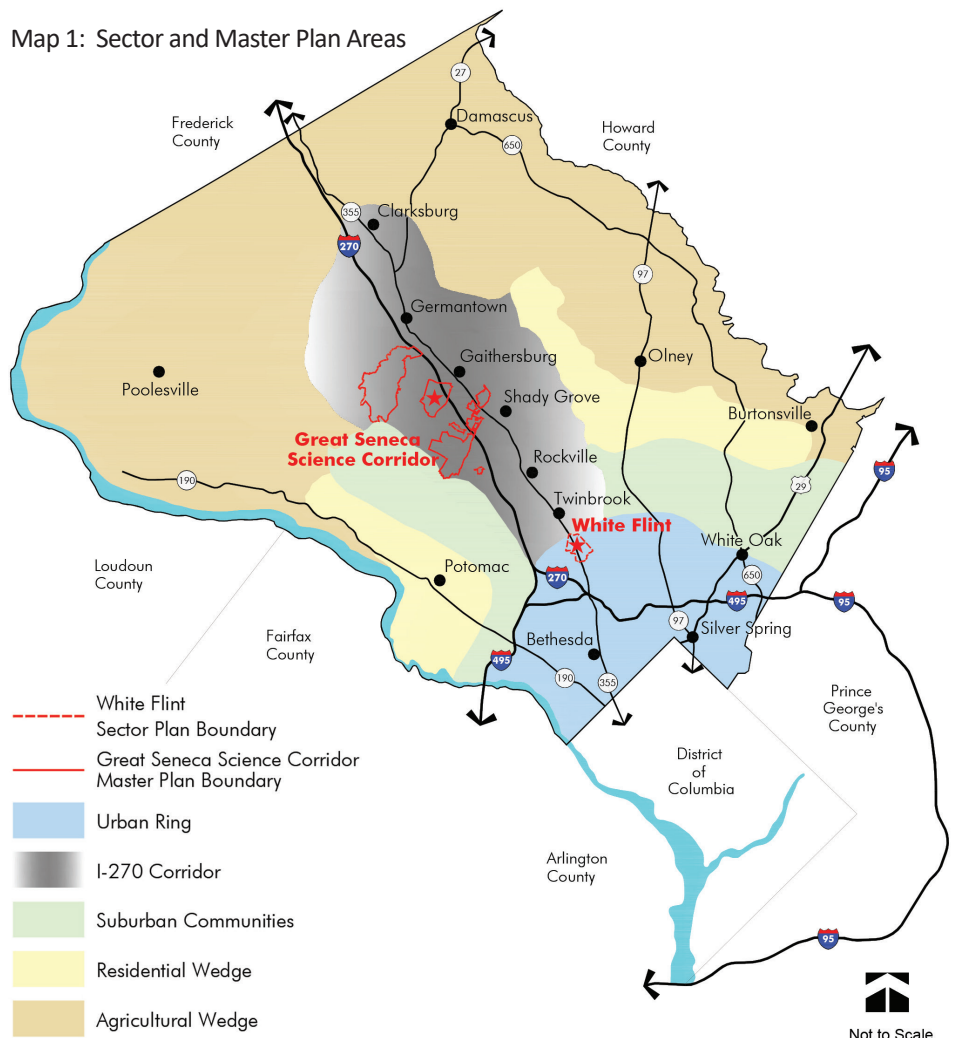 Map 1: Sector and Master Plan Areas
27
Damascus
Frederick
County
Howard
County
650
355
Clarksburg
270
97
Germantown
Olney
Gaithersburg
Poolesville
Shady Grove
Burtonsville
Great Seneca
Science Corridor
Rockville
95
190
29
Twinbrook
White Flint
White Oak
Loudoun
County
Potomac
270
650
495
95
97
Silver Spring
Fairfax
County
Bethesda
495
190
355
Prince
George's
County
White Flint
Sector Plan Boundary
Great Seneca Science Corridor
Master Plan Boundary
District
of
Columbia
Urban Ring
I-270 Corridor
Arlington
County
Suburban Communities
95
Residential Wedge
Agricultural Wedge
Not to Scale